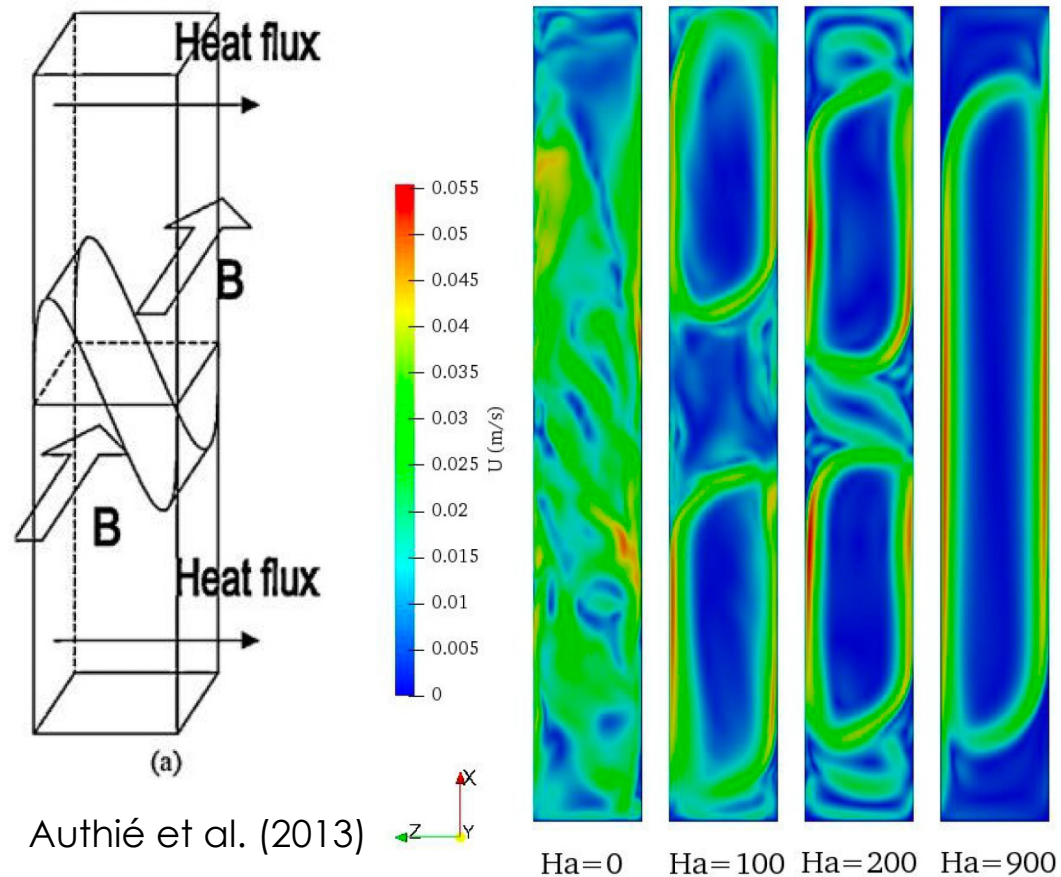 Heat flux
B
B
Heat flux
(a)
Authié et al. (2013)
0.055
0.05
0.045
0.04
0.035
0.03
0.025
0.02
0.015
0.01
0.005
0
U (m/s)
X
Z
Y
Ha=0
Ha=100
Ha=200
Ha=900